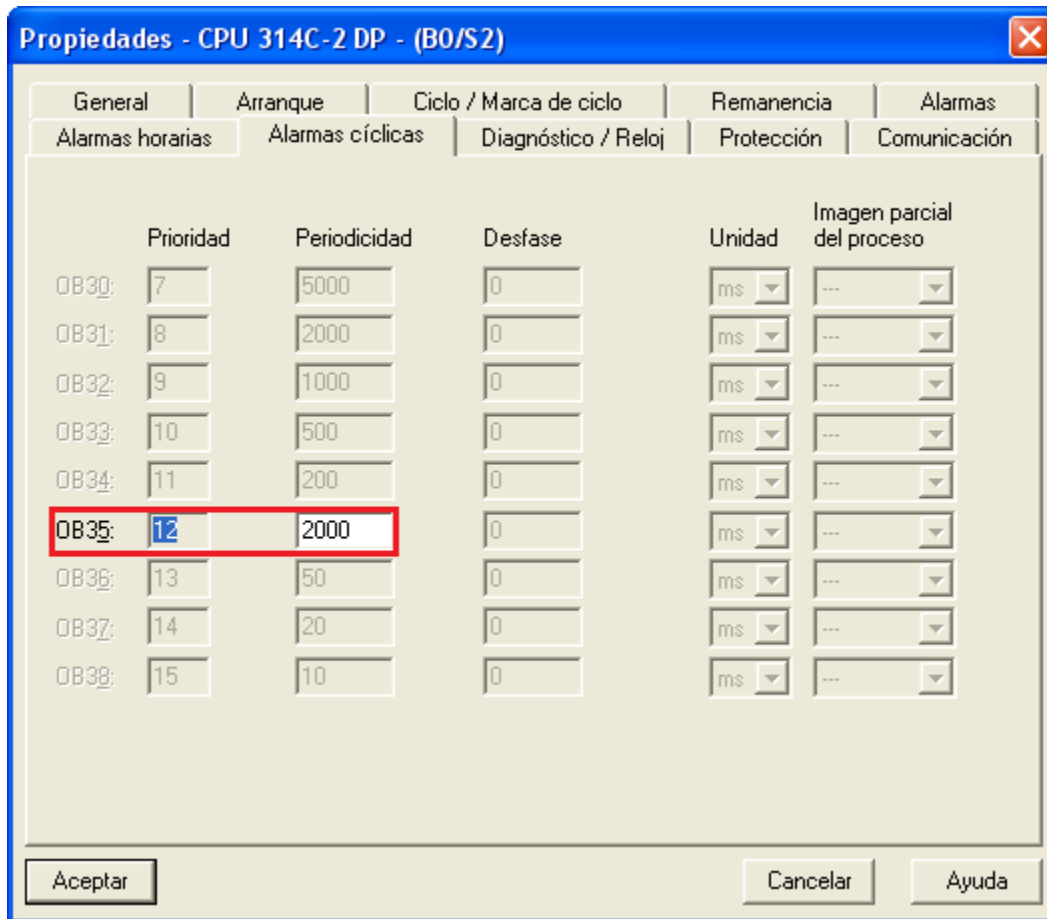 Propiedades - CPU 314C-2 DP - (B0/S2)
General Arranque Ciclo / Marca de ciclo Remanencia Alarmas
Alarmas horarias Alarmas cíclicas Diagnóstico / Reloj Protección Comunicación
Imagen parcial
Prioridad Periodicidad Desfase Unidad del proceso
OB30: 7 5000 0 ms ---
OB31: 8 2000 0 ms ---
OB32: 9 1000 0 ms ---
OB33: 10 500 0 ms ---
OB34: 11 200 0 ms ---
OB35: 12 2000 0 ms ---
OB36: 13 50 0 ms ---
OB37: 14 20 0 ms ---
OB38: 15 10 0 ms ---
Aceptar Cancelar Ayuda